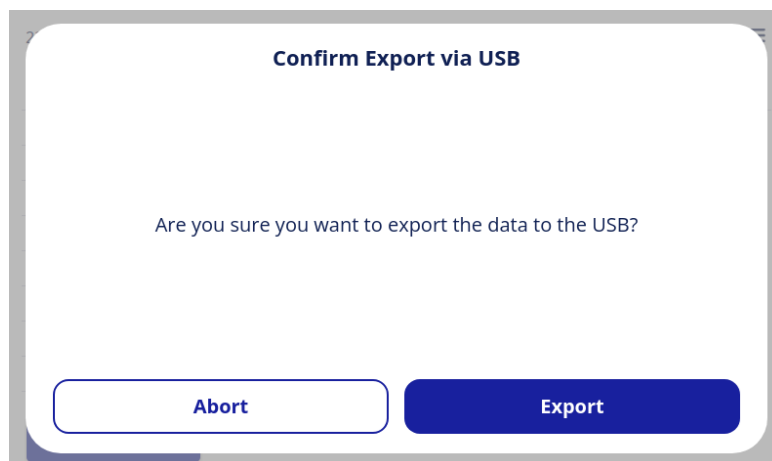 Confirm Export via USB
Are you sure you want to export the data to the USB?
Abort
Export